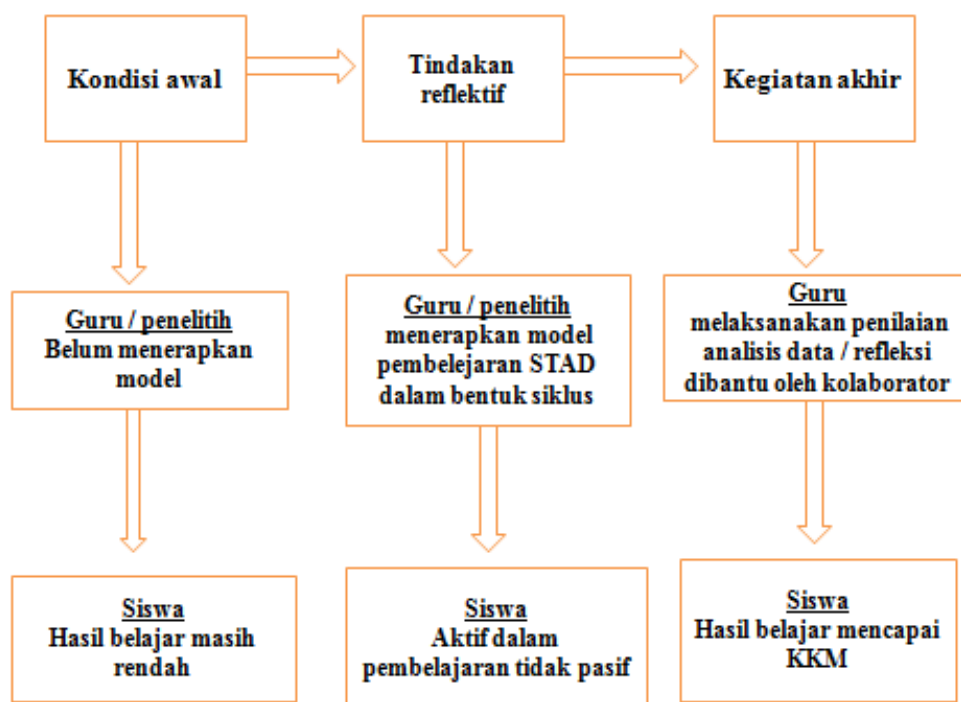 Kondisi awal
Tindakan
reflektif
Kegiatan akhir
Guru / penelitih
Belum menerapkan
model
Guru / penelitih
menerapkan model
pembelejaran STAD
dalam bentuk siklus
Guru
melaksanakan penilaian
analisis data / refleksi
dibantu oleh kolaborator
Siswa
Hasil belajar masih
rendah
Siswa
Aktif dalam
pembelajaran tidak pasif
Siswa
Hasil belajar mencapai
KKM